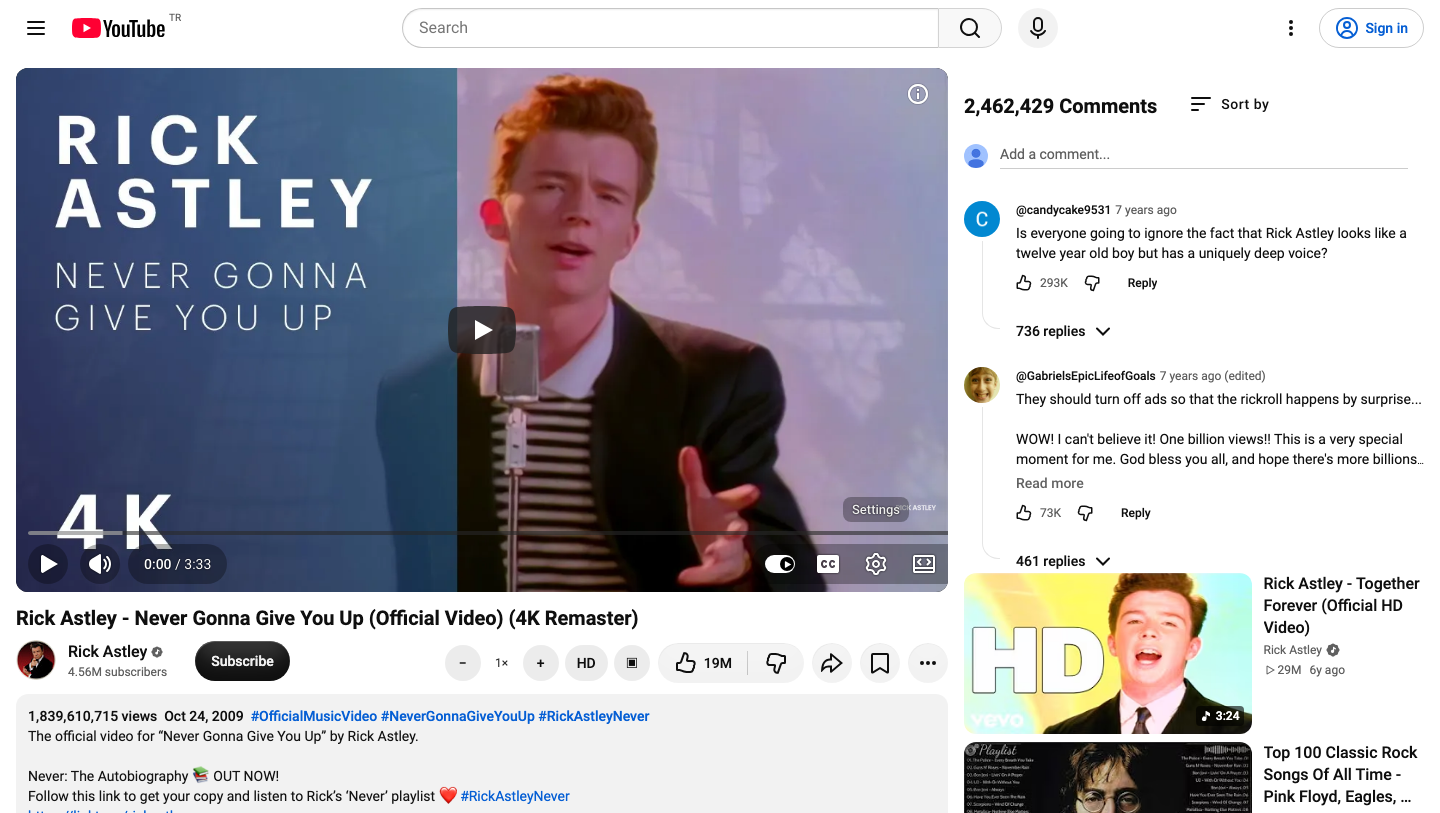 YouTube TR
Search
Sign in
RICK
ASTLEY
NEVER GONNA
GIVE YOU UP
4K
Settings
0:00 / 3:33
CC
Rick Astley - Never Gonna Give You Up (Official Video) (4K Remaster)
Rick Astley
4.56M subscribers
Subscribe
− 1× + HD 19M
1,839,610,715 views Oct 24, 2009 #OfficialMusicVideo #NeverGonnaGiveYouUp #RickAstleyNever
The official video for “Never Gonna Give You Up” by Rick Astley.
Never: The Autobiography 📚 OUT NOW!
Follow this link to get your copy and listen to Rick’s ‘Never’ playlist ❤️ #RickAstleyNever
2,462,429 Comments
Sort by
Add a comment...
C
@candycake9531 7 years ago
Is everyone going to ignore the fact that Rick Astley looks like a
twelve year old boy but has a uniquely deep voice?
293K Reply
736 replies
@GabrielsEpicLifeofGoals 7 years ago (edited)
They should turn off ads so that the rickroll happens by surprise...
WOW! I can't believe it! One billion views!! This is a very special
moment for me. God bless you all, and hope there's more billions...
Read more
73K Reply
461 replies
HD
vevo
3:24
Rick Astley - Together
Forever (Official HD
Video)
Rick Astley
29M 6y ago
Playlist
Top 100 Classic Rock
Songs Of All Time -
Pink Floyd, Eagles, ...